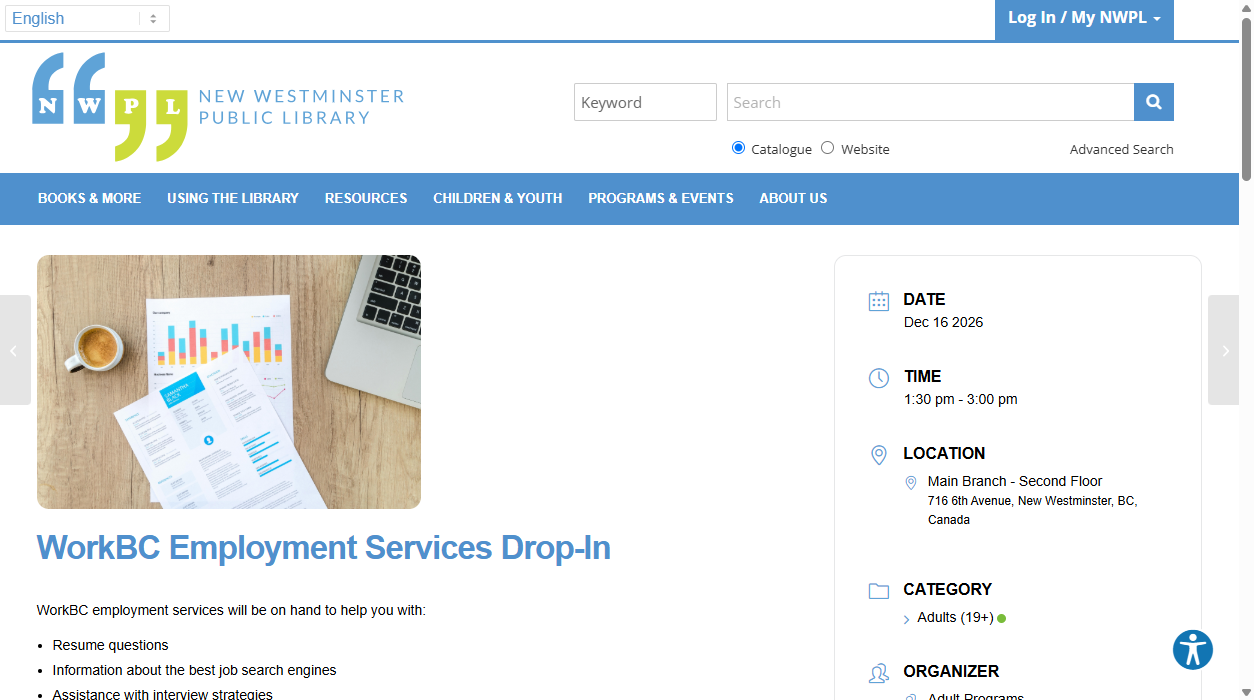 English
Log In / My NWPL
N W P L
NEW WESTMINSTER
PUBLIC LIBRARY
Keyword
Search
Catalogue
Website
Advanced Search
BOOKS & MORE
USING THE LIBRARY
RESOURCES
CHILDREN & YOUTH
PROGRAMS & EVENTS
ABOUT US
SAMANTHA
BLACK
WorkBC Employment Services Drop-In
WorkBC employment services will be on hand to help you with:
• Resume questions
• Information about the best job search engines
• Assistance with interview strategies
DATE
Dec 16 2026
TIME
1:30 pm - 3:00 pm
LOCATION
Main Branch - Second Floor
716 6th Avenue, New Westminster, BC,
Canada
CATEGORY
Adults (19+)
ORGANIZER
Adult Programs